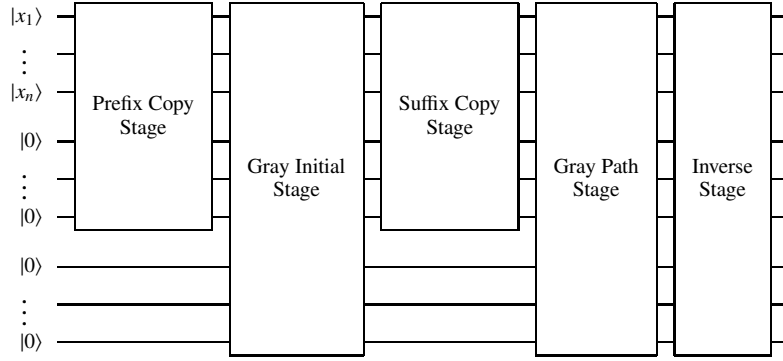 |x₁⟩
⋮
|xₙ⟩
|0⟩
⋮
|0⟩
|0⟩
⋮
|0⟩
Prefix Copy
Stage
Gray Initial
Stage
Suffix Copy
Stage
Gray Path
Stage
Inverse
Stage